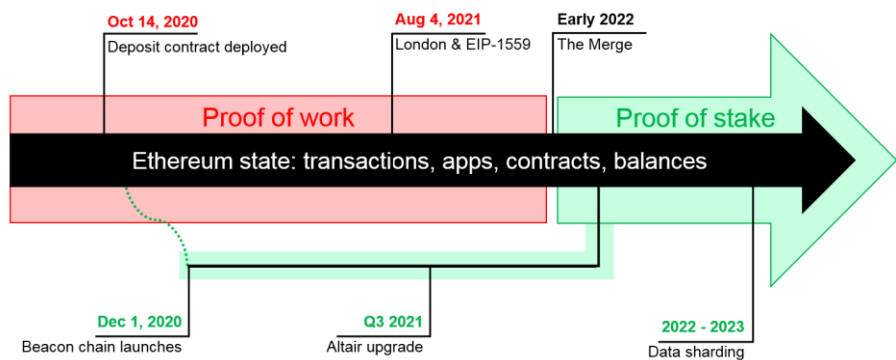 Oct 14, 2020
Deposit contract deployed
Aug 4, 2021
London & EIP-1559
Early 2022
The Merge
Proof of work
Proof of stake
Ethereum state: transactions, apps, contracts, balances
Dec 1, 2020
Beacon chain launches
Q3 2021
Altair upgrade
2022 - 2023
Data sharding